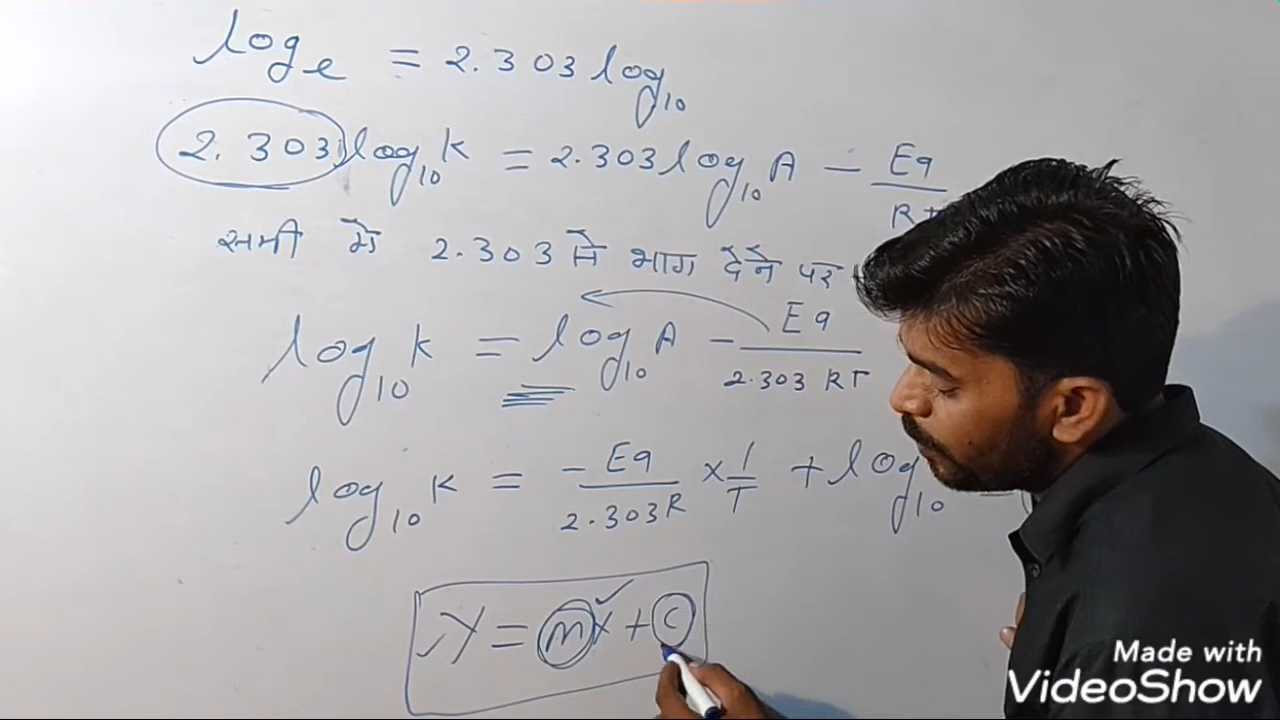 loge = 2.303 log10
2.303 log10 K = 2.303 log10 A - Ea/RT
सभी में 2.303 से भाग देने पर
log10 K = log10 A - Ea/2.303 RT
log10 K = -Ea/2.303R × 1/T + log10
Y = mx + c
Made with
VideoShow